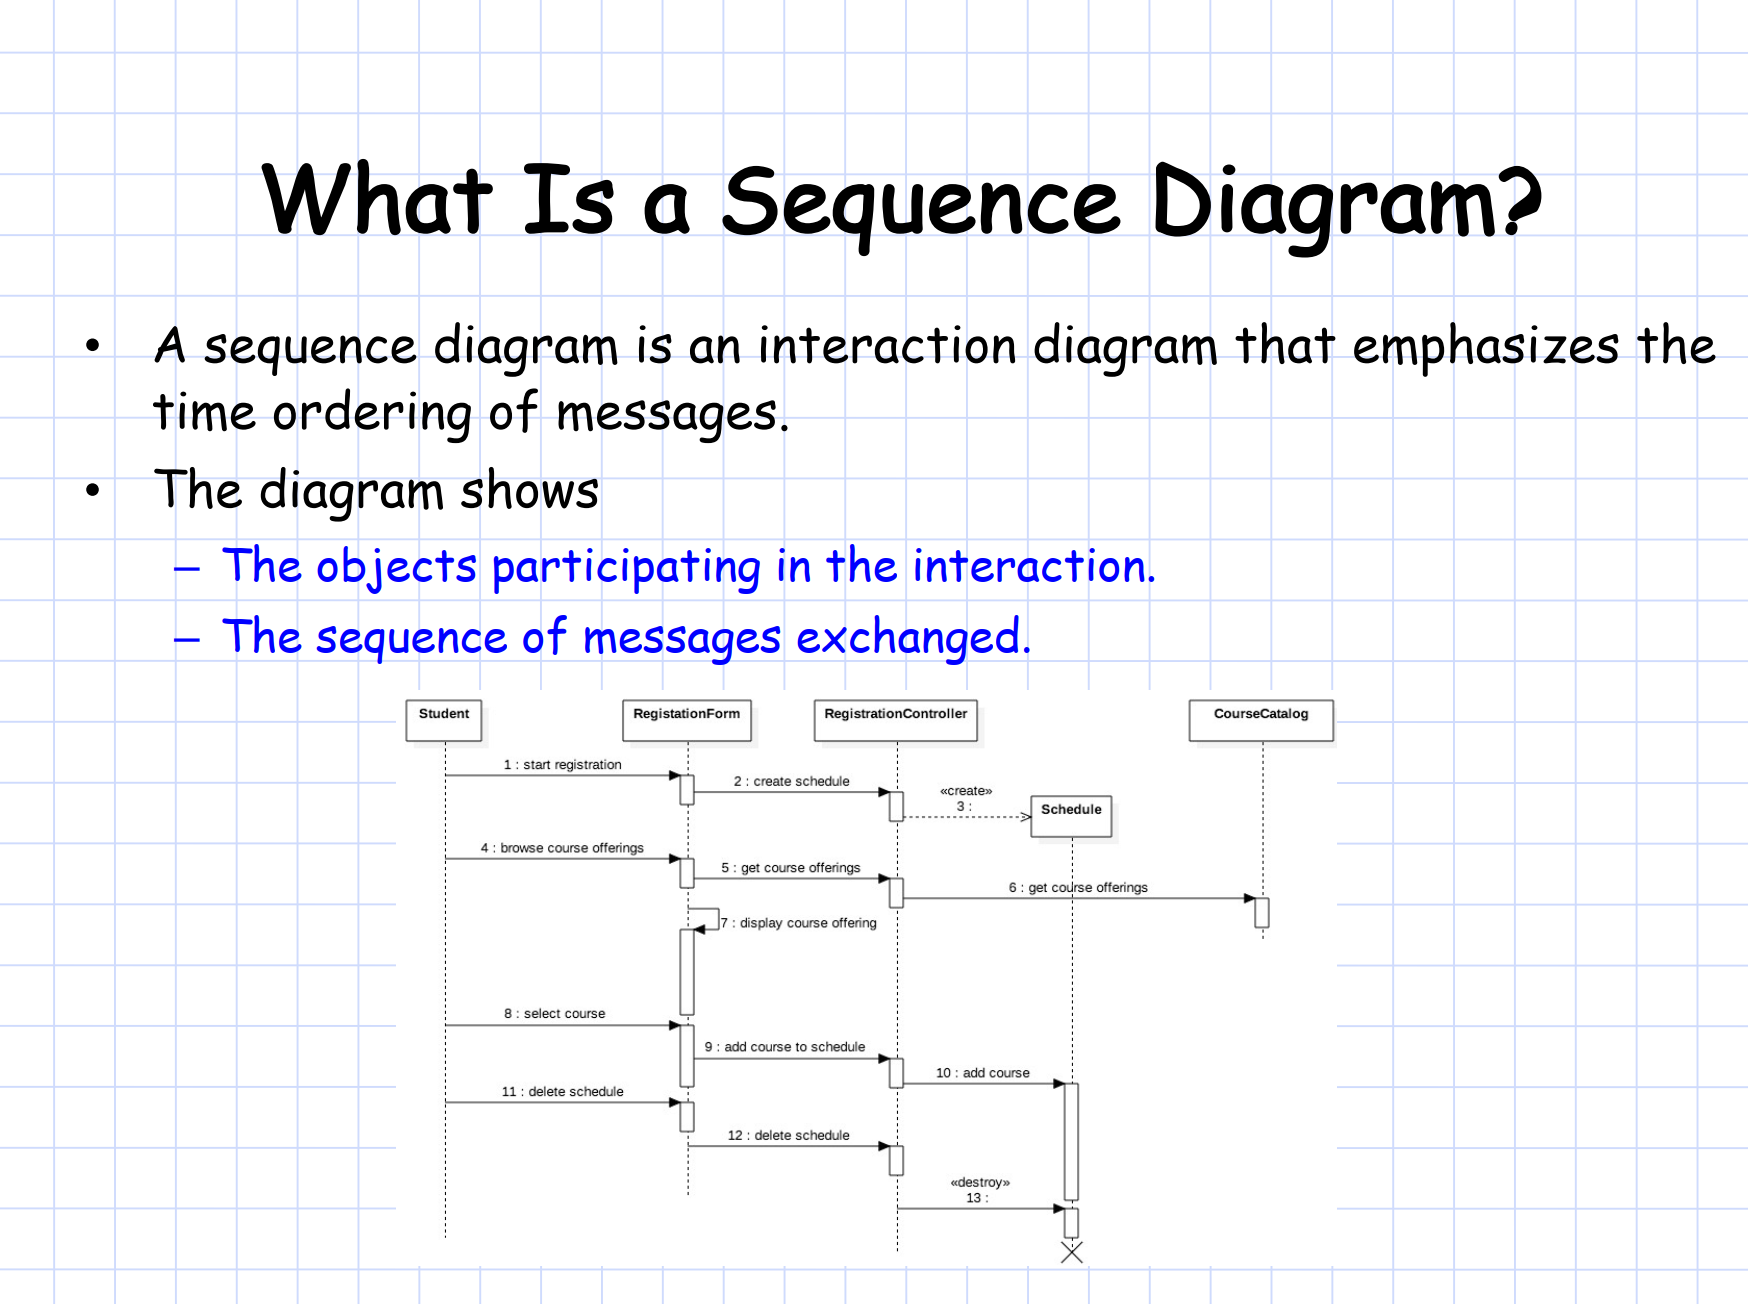 What Is a Sequence Diagram?
• A sequence diagram is an interaction diagram that emphasizes the
time ordering of messages.
• The diagram shows
– The objects participating in the interaction.
– The sequence of messages exchanged.
Student
RegistationForm
RegistrationController
CourseCatalog
1 : start registration
2 : create schedule
«create»
3 :
Schedule
4 : browse course offerings
5 : get course offerings
6 : get course offerings
7 : display course offering
8 : select course
9 : add course to schedule
10 : add course
11 : delete schedule
12 : delete schedule
«destroy»
13 :